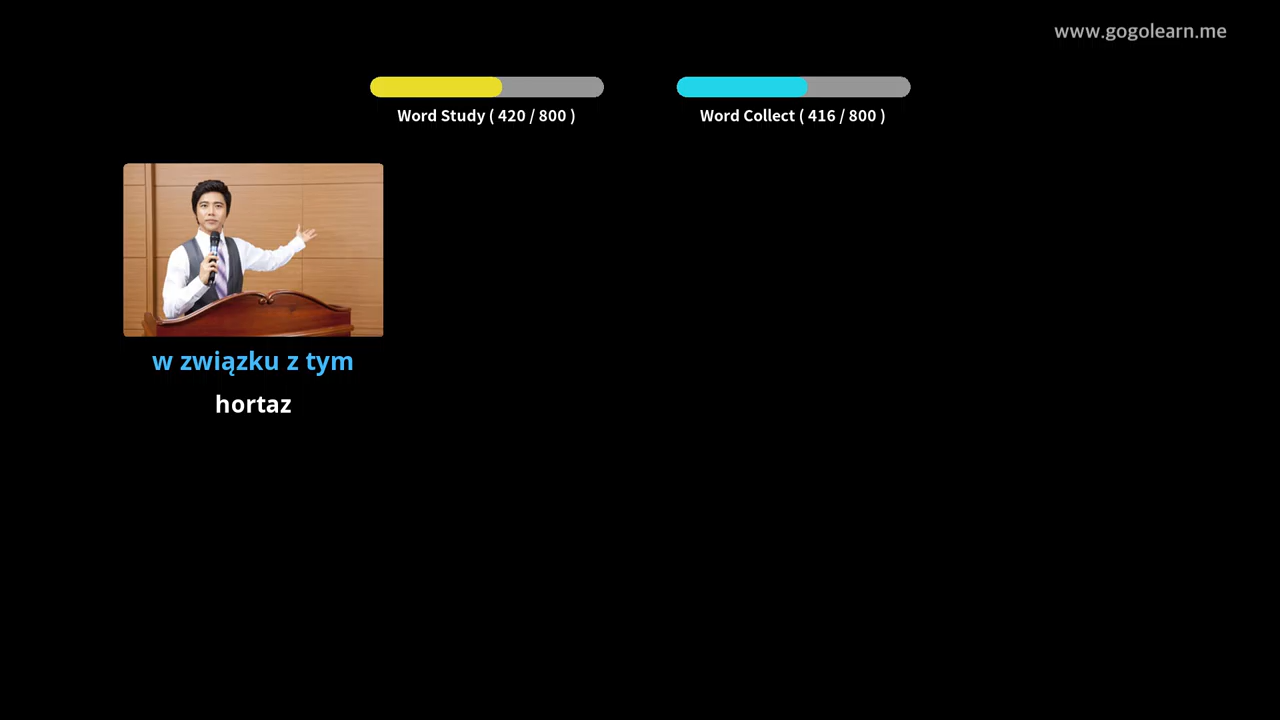 www.gogolearn.me
Word Study ( 420 / 800 )
Word Collect ( 416 / 800 )
w związku z tym
hortaz